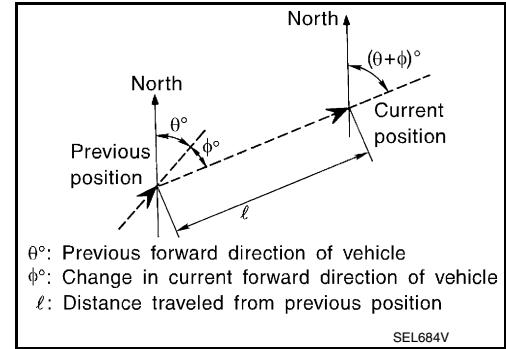 North
(θ+ϕ)°
North
θ°
ϕ°
Current
position
Previous
position
ℓ
θ°: Previous forward direction of vehicle
ϕ°: Change in current forward direction of vehicle
ℓ: Distance traveled from previous position
SEL684V